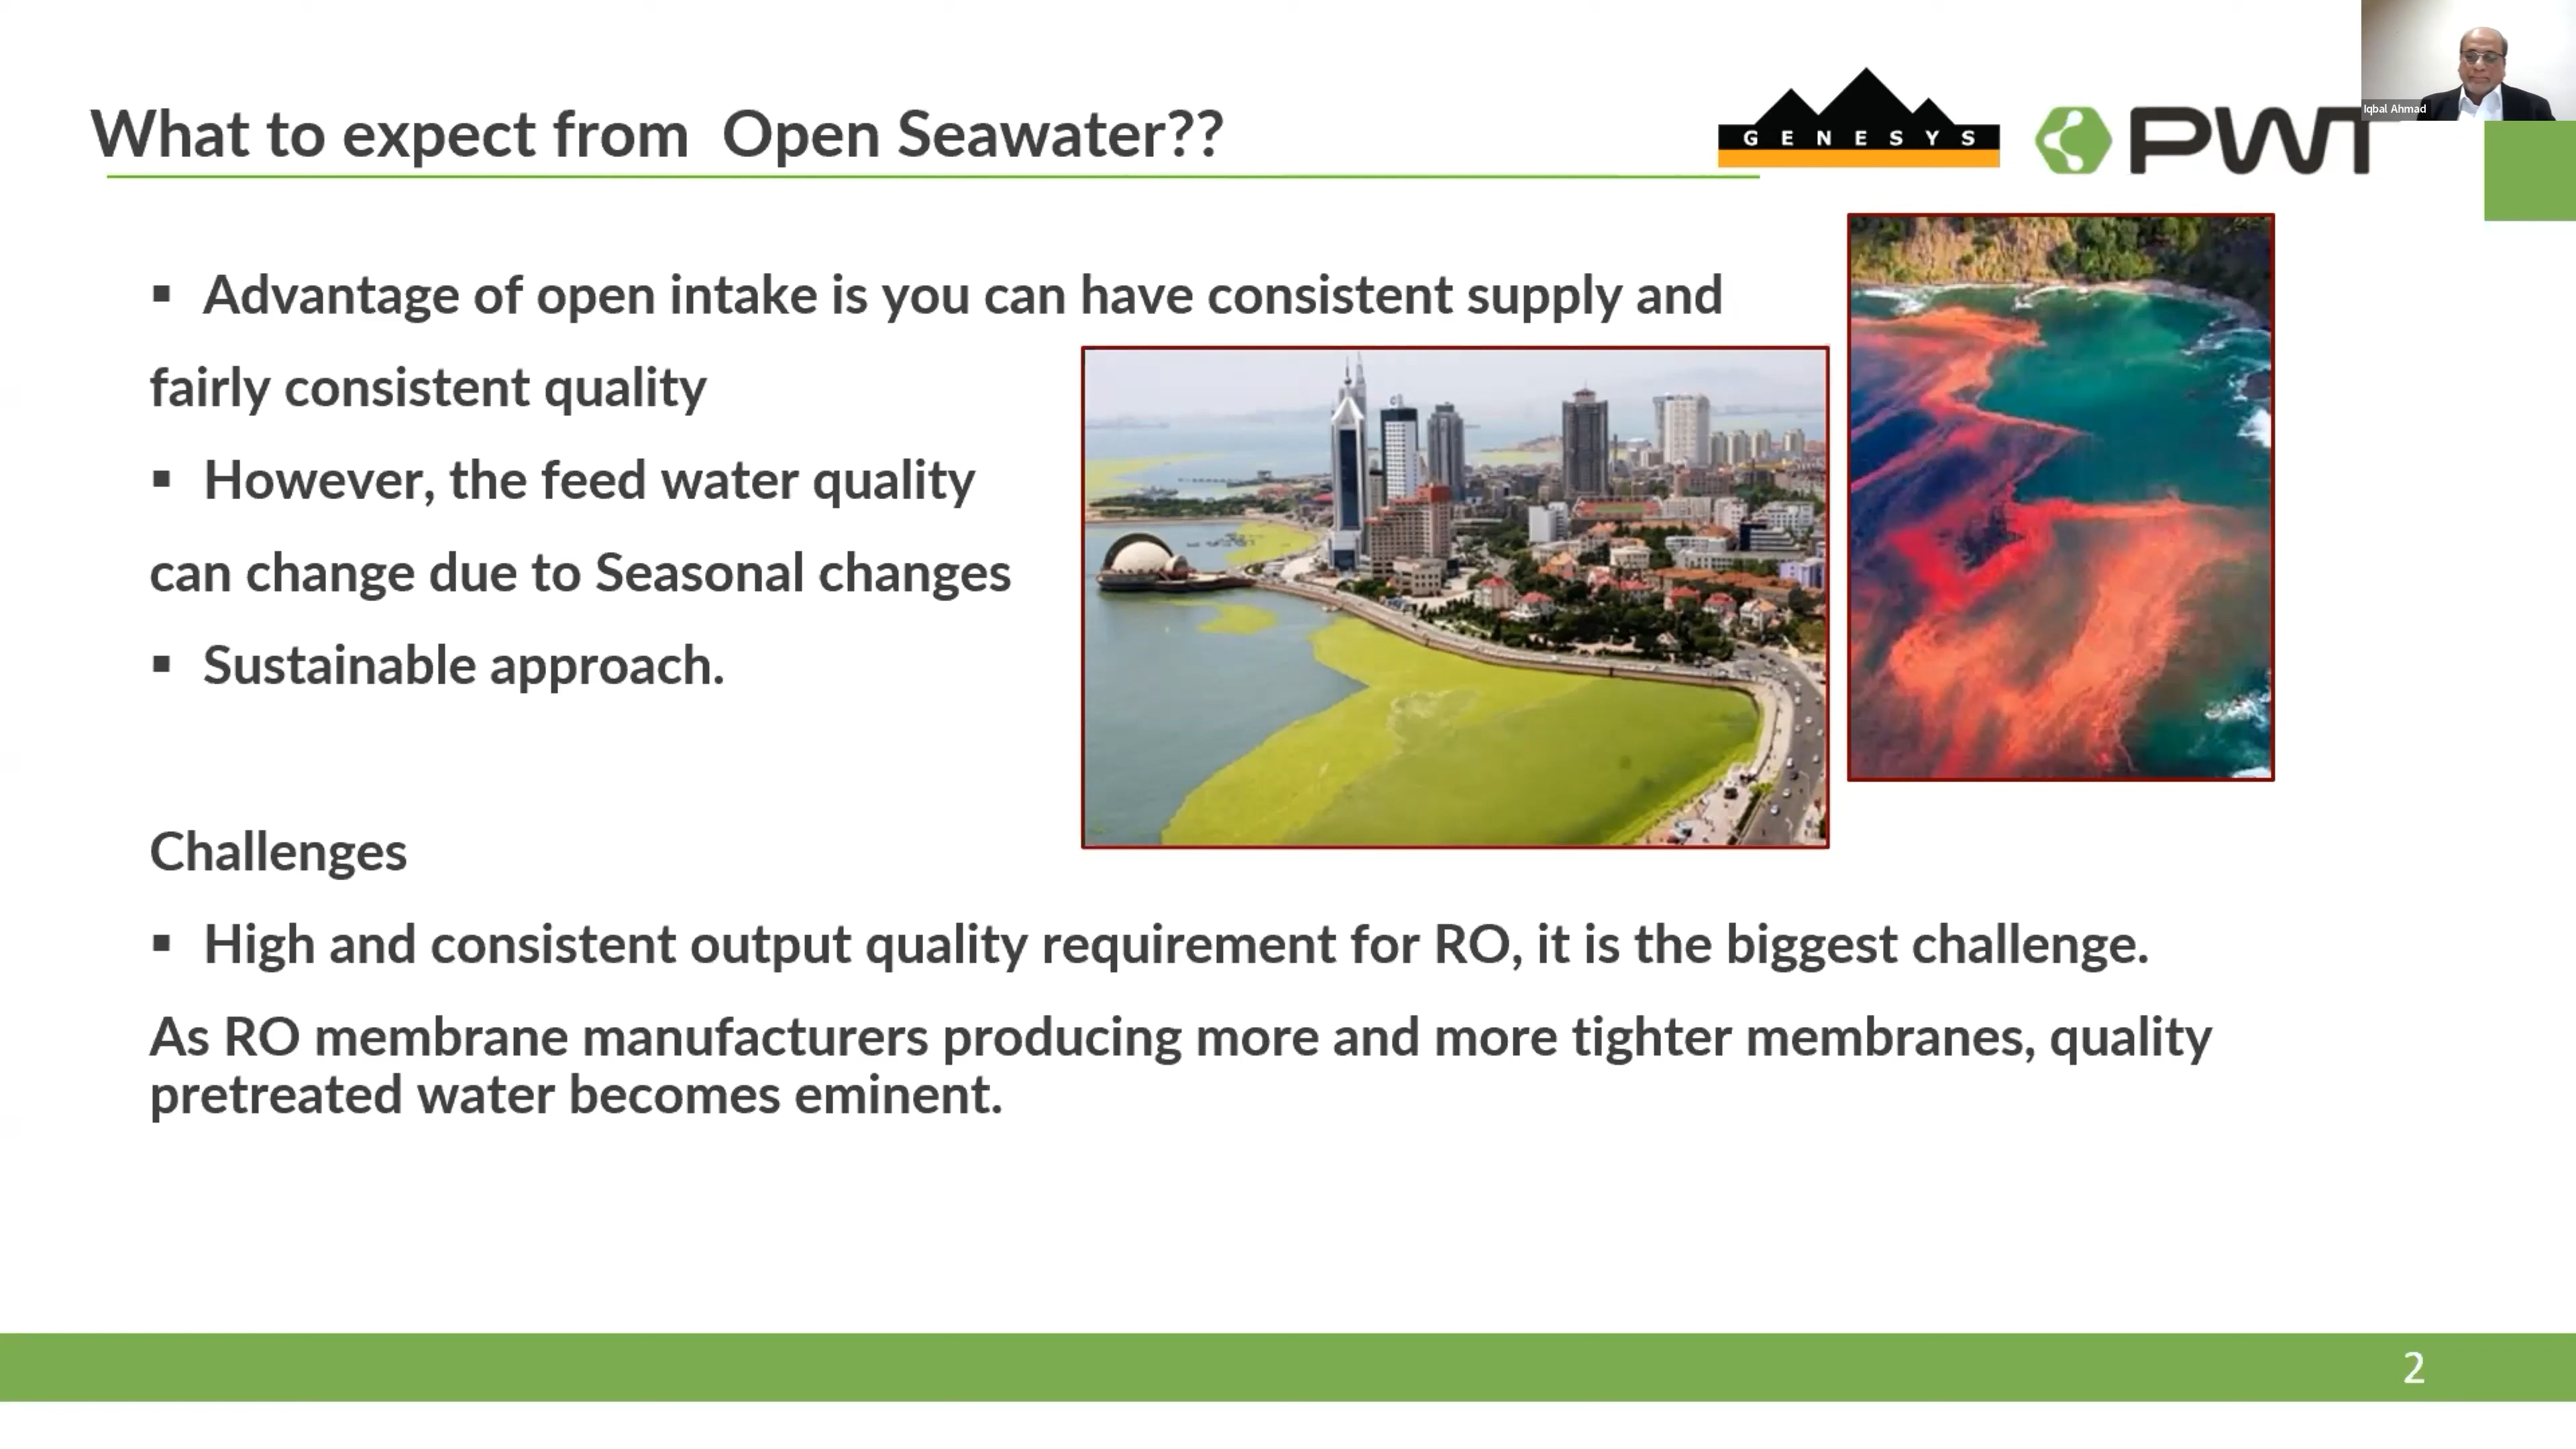 What to expect from  Open Seawater??
GENESYS
PWT
Iqbal Ahmad
▪ Advantage of open intake is you can have consistent supply and
fairly consistent quality
▪ However, the feed water quality
can change due to Seasonal changes
▪ Sustainable approach.
Challenges
▪ High and consistent output quality requirement for RO, it is the biggest challenge.
As RO membrane manufacturers producing more and more tighter membranes, quality
pretreated water becomes eminent.
2